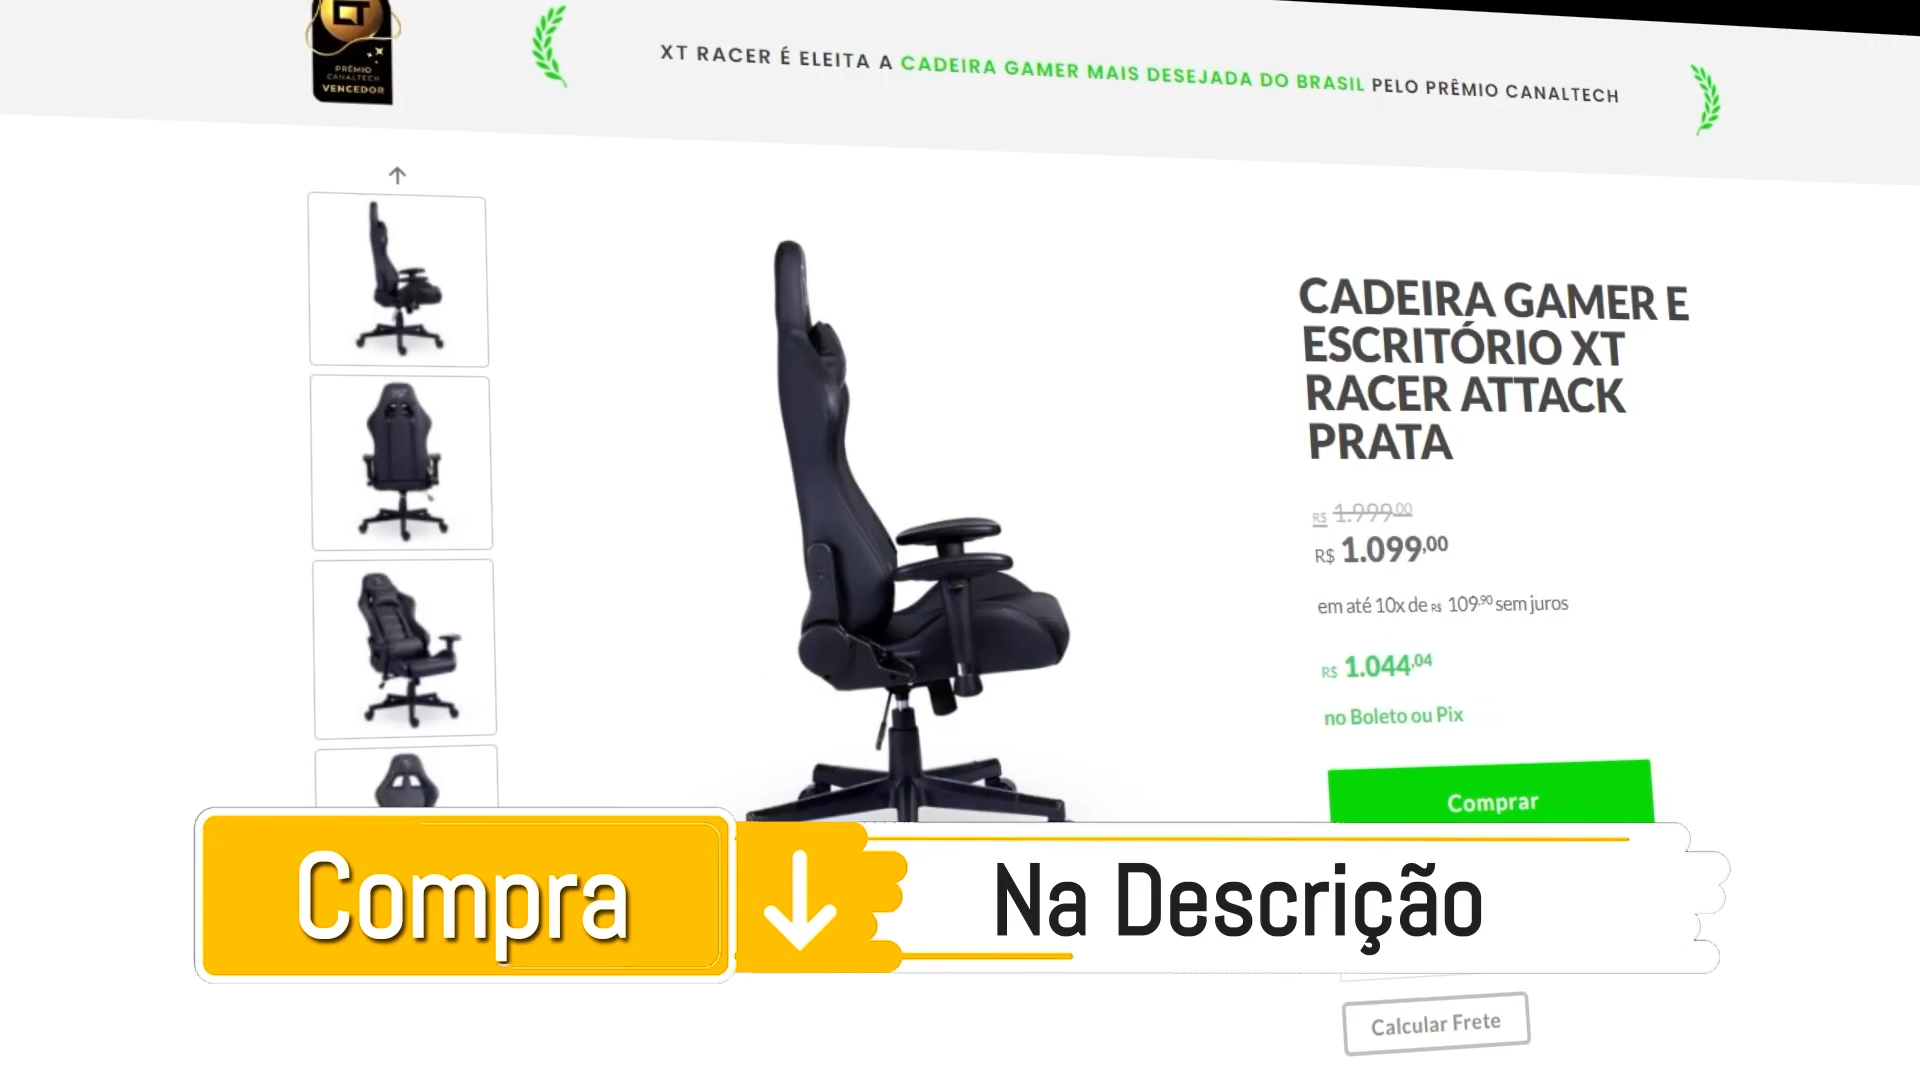 CT
PRÊMIO
CANALTECH
VENCEDOR
XT RACER É ELEITA A CADEIRA GAMER MAIS DESEJADA DO BRASIL PELO PRÊMIO CANALTECH
CADEIRA GAMER E
ESCRITÓRIO XT
RACER ATTACK
PRATA
R$ 1.999,00
R$ 1.099,00
em até 10x de R$ 109,90 sem juros
R$ 1.044,04
no Boleto ou Pix
Comprar
Compra
Na Descrição
Calcular Frete